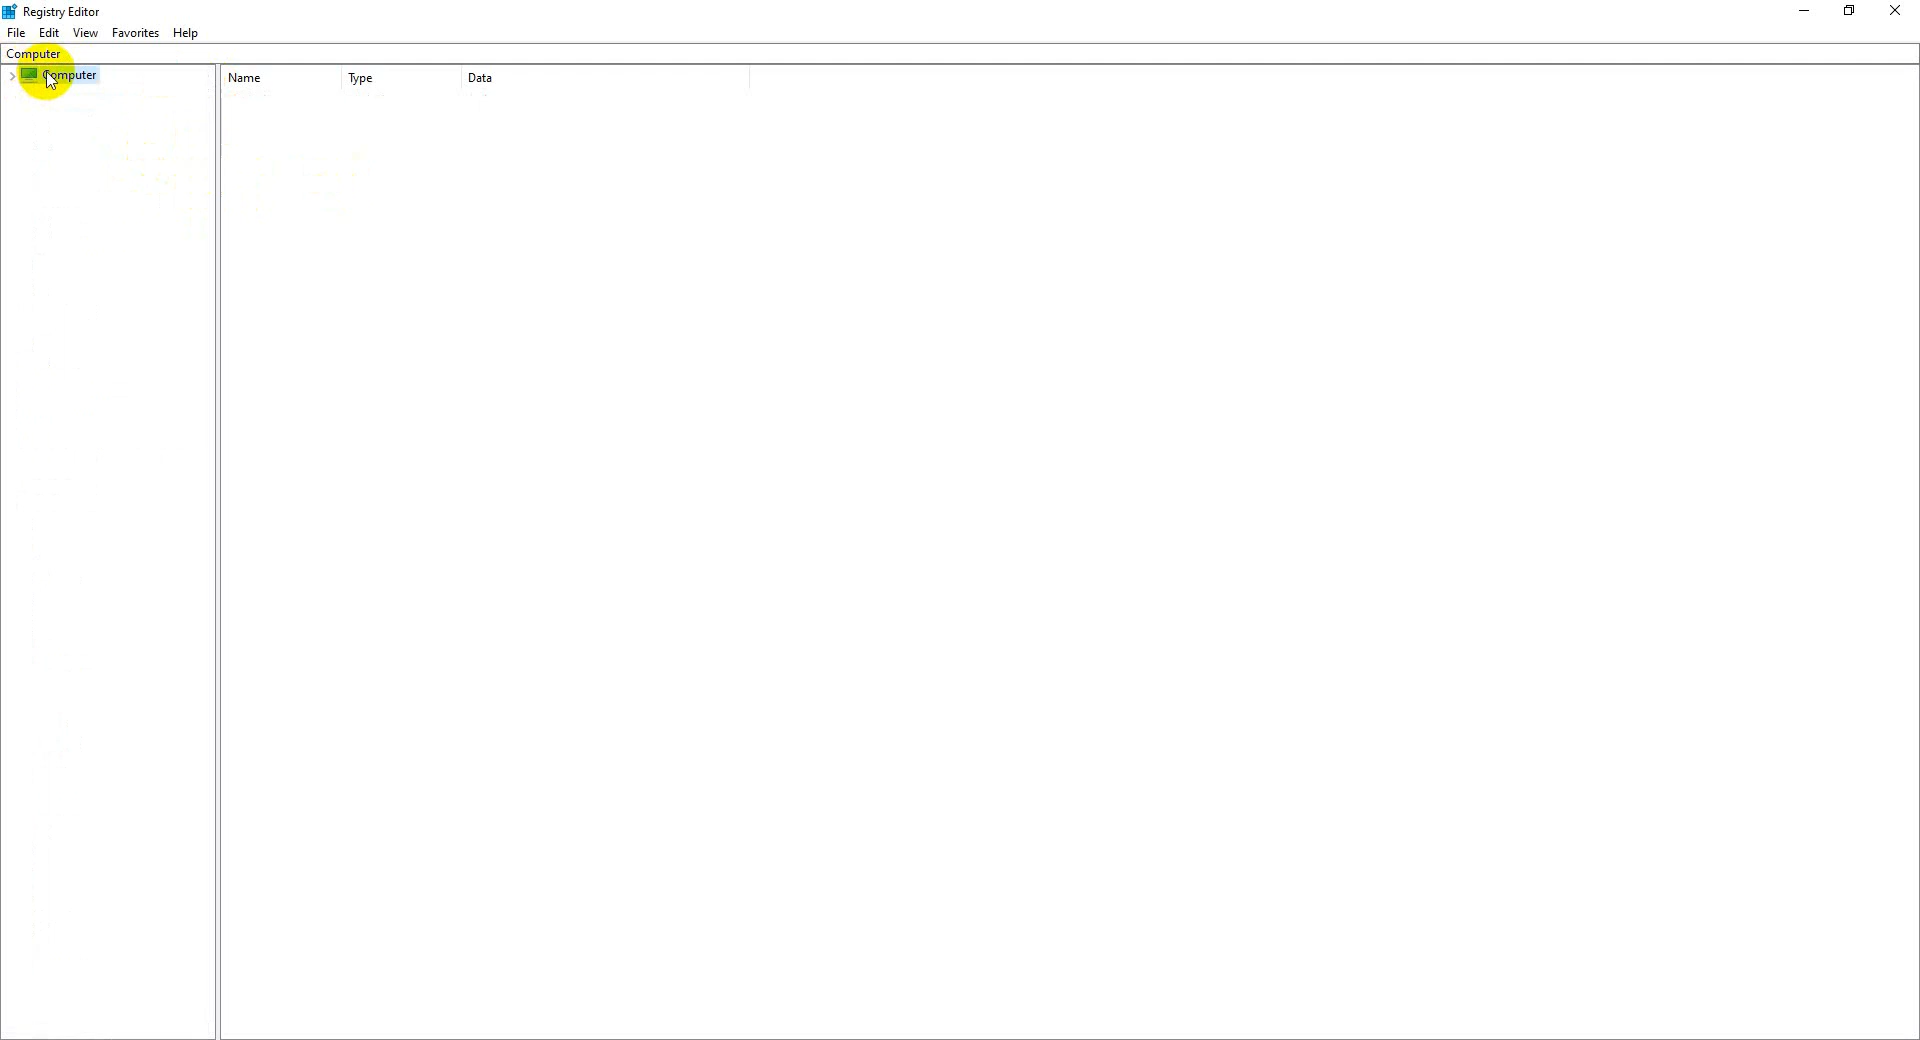 Registry Editor
File Edit View Favorites Help
Computer
Computer
Name Type Data